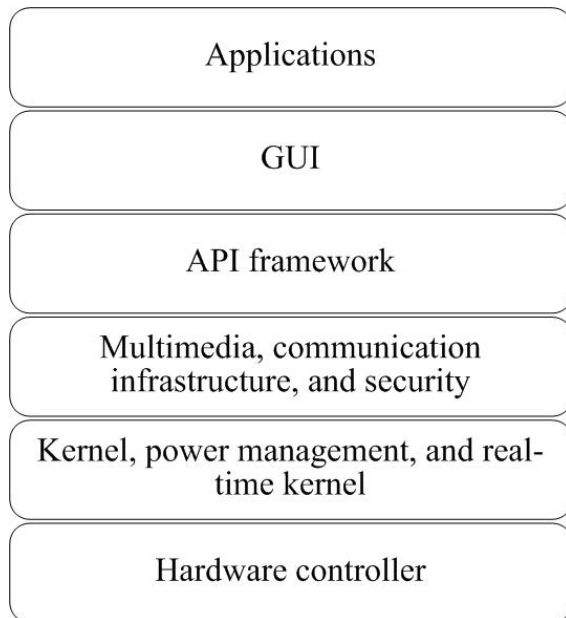 Applications
GUI
API framework
Multimedia, communication
infrastructure, and security
Kernel, power management, and real-
time kernel
Hardware controller